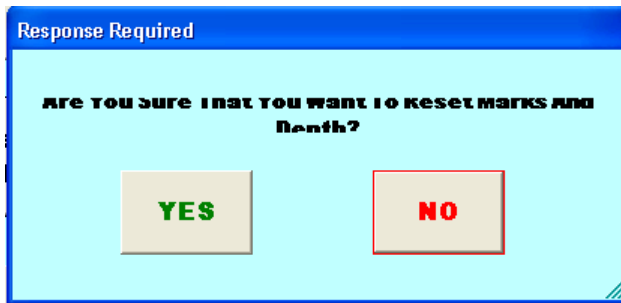 Response Required
Are You Sure That You Want To Reset Marks And
Depth?
YES
NO